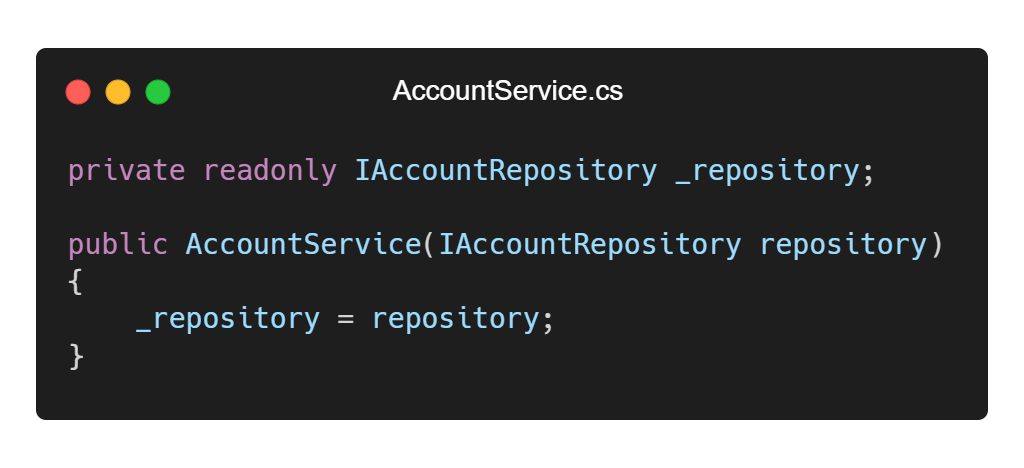 AccountService.cs
private readonly IAccountRepository _repository;
public AccountService(IAccountRepository repository)
{
    _repository = repository;
}